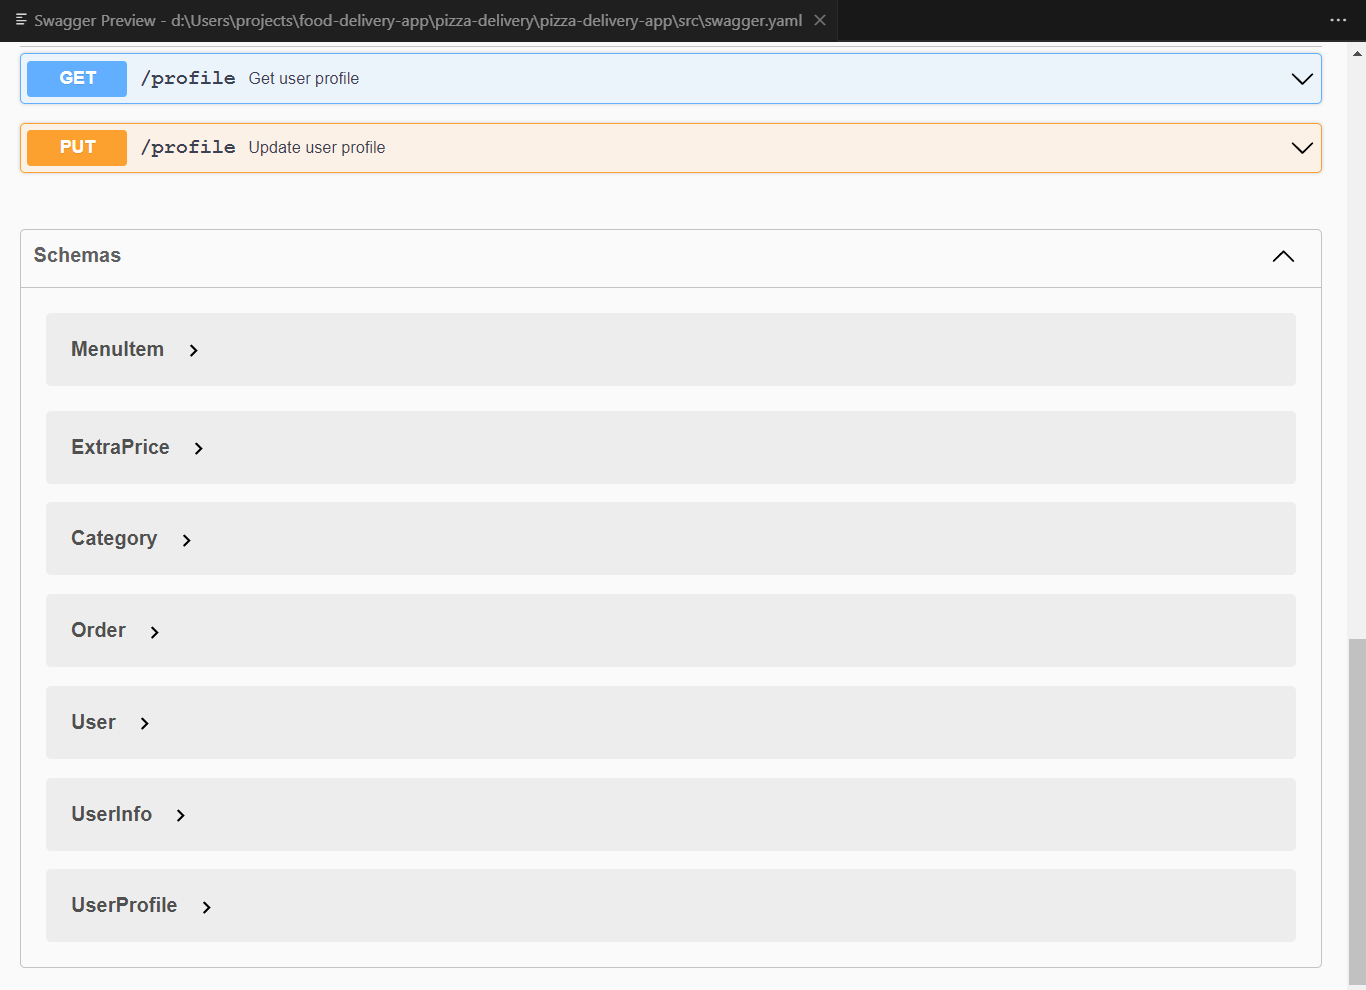 Swagger Preview - d:\Users\projects\food-delivery-app\pizza-delivery\pizza-delivery-app\src\swagger.yaml
GET /profile Get user profile
PUT /profile Update user profile
Schemas
MenuItem
ExtraPrice
Category
Order
User
UserInfo
UserProfile